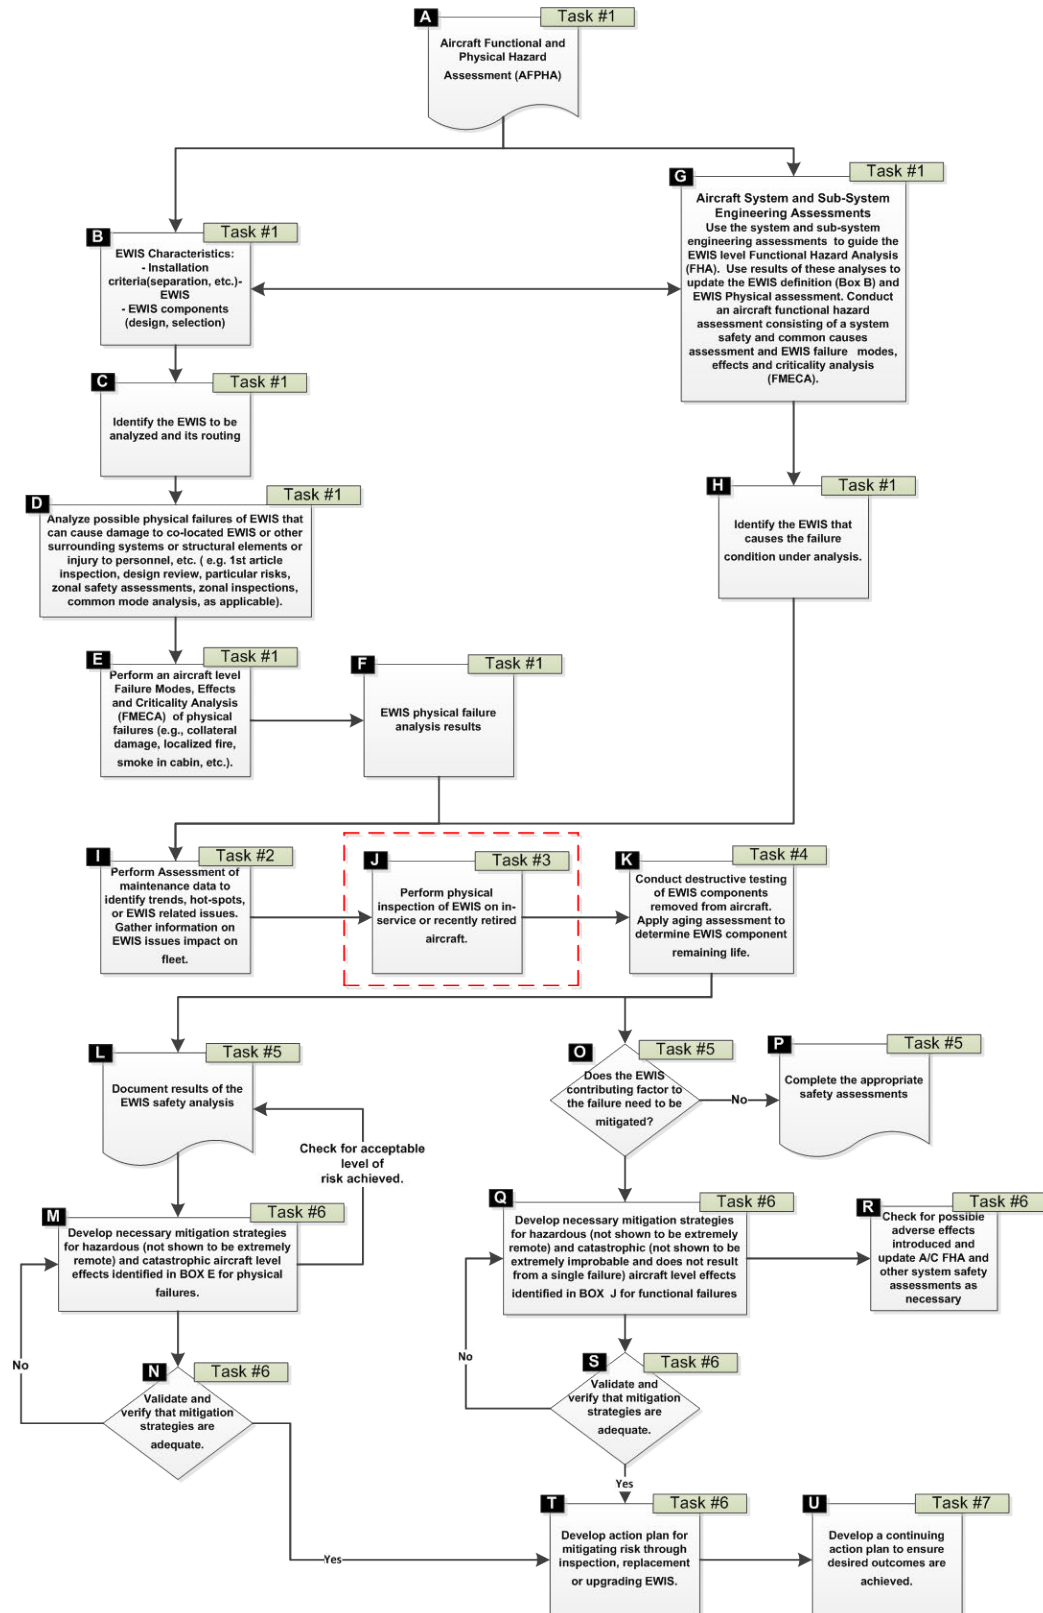 A
Task #1
Aircraft Functional and
Physical Hazard
Assessment (AFPHA)
B
Task #1
EWIS Characteristics:
- Installation
criteria(separation, etc.)-
EWIS
- EWIS components
(design, selection)
G
Task #1
Aircraft System and Sub-System
Engineering Assessments
Use the system and sub-system
engineering assessments to guide the
EWIS level Functional Hazard Analysis
(FHA). Use results of these analyses to
update the EWIS definition (Box B) and
EWIS Physical assessment. Conduct
an aircraft functional hazard
assessment consisting of a system
safety and common causes
assessment and EWIS failure modes,
effects and criticality analysis
(FMECA).
C
Task #1
Identify the EWIS to be
analyzed and its routing
D
Task #1
Analyze possible physical failures of EWIS that
can cause damage to co-located EWIS or other
surrounding systems or structural elements or
injury to personnel, etc. ( e.g. 1st article
inspection, design review, particular risks,
zonal safety assessments, zonal inspections,
common mode analysis, as applicable).
H
Task #1
Identify the EWIS that
causes the failure
condition under analysis.
E
Task #1
Perform an aircraft level
Failure Modes, Effects
and Criticality Analysis
(FMECA) of physical
failures (e.g., collateral
damage, localized fire,
smoke in cabin, etc.).
F
Task #1
EWIS physical failure
analysis results
I
Task #2
Perform Assessment of
maintenance data to
identify trends, hot-spots,
or EWIS related issues.
Gather information on
EWIS issues impact on
fleet.
J
Task #3
Perform physical
inspection of EWIS on in-
service or recently retired
aircraft.
K
Task #4
Conduct destructive testing
of EWIS components
removed from aircraft.
Apply aging assessment to
determine EWIS component
remaining life.
L
Task #5
Document results of the
EWIS safety analysis
O
Task #5
Does the EWIS
contributing factor to
the failure need to be
mitigated?
No
P
Task #5
Complete the appropriate
safety assessments
Check for acceptable
level of
risk achieved.
M
Task #6
Develop necessary mitigation strategies
for hazardous (not shown to be extremely
remote) and catastrophic aircraft level
effects identified in BOX E for physical
failures.
Q
Task #6
Develop necessary mitigation strategies for
hazardous (not shown to be extremely
remote) and catastrophic (not shown to be
extremely improbable and does not result
from a single failure) aircraft level effects
identified in BOX J for functional failures
R
Task #6
Check for possible
adverse effects
introduced and
update A/C FHA and
other system safety
assessments as
necessary
No
N
Task #6
Validate and
verify that mitigation
strategies are
adequate.
No
S
Task #6
Validate and
verify that mitigation
strategies are
adequate.
Yes
Yes
T
Task #6
Develop action plan for
mitigating risk through
inspection, replacement
or upgrading EWIS.
U
Task #7
Develop a continuing
action plan to ensure
desired outcomes are
achieved.